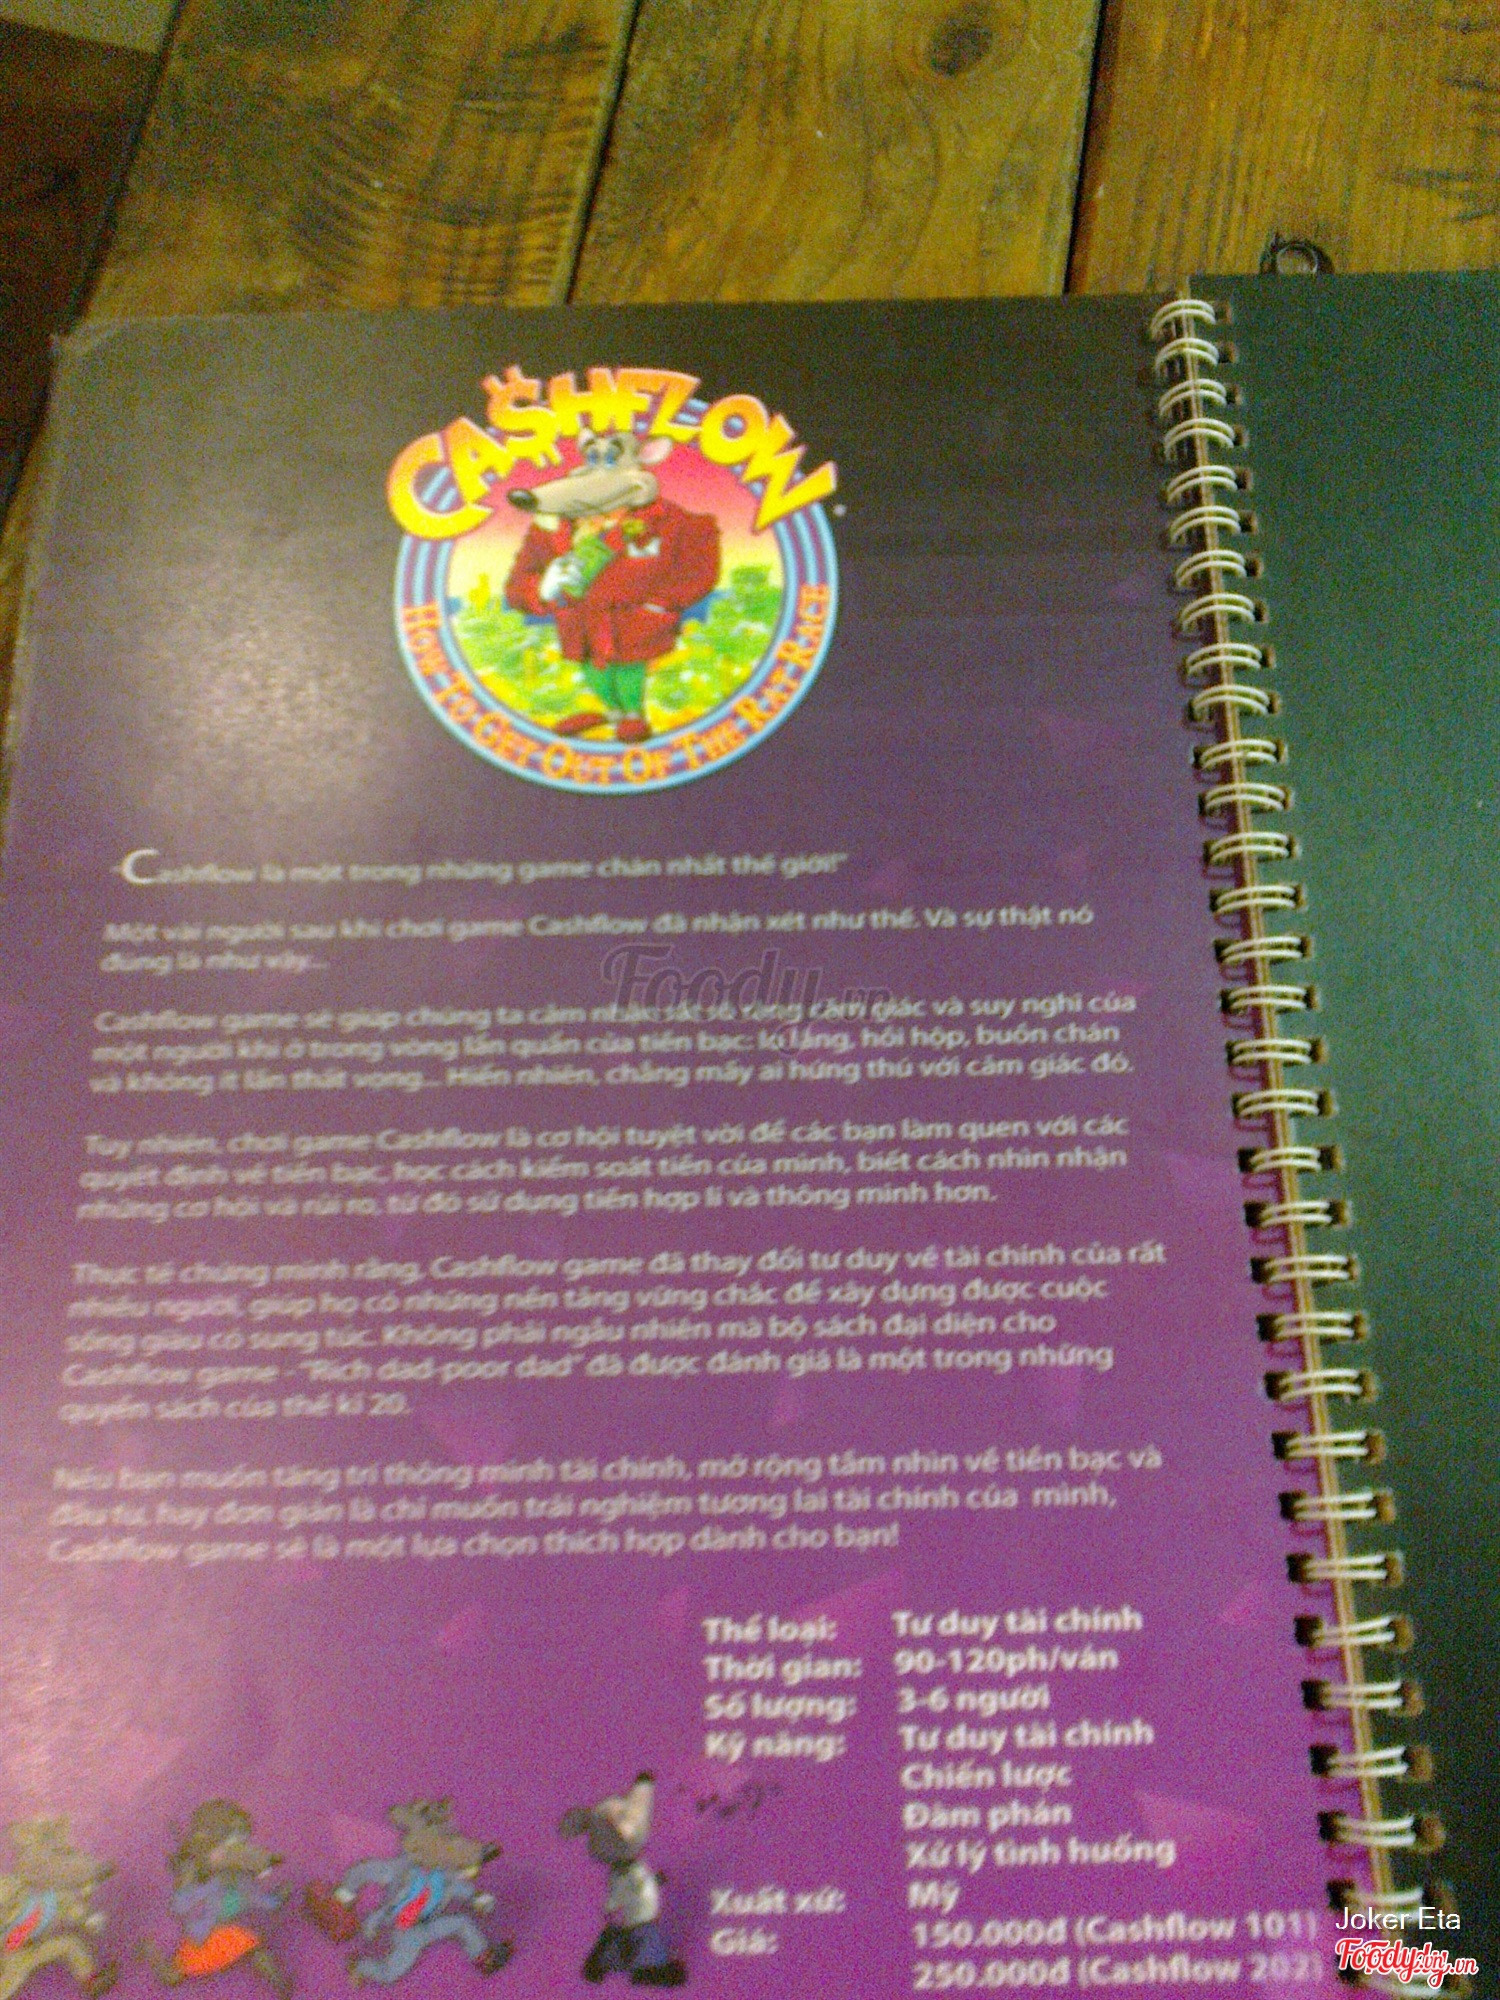 CA$HFLOW
HOW TO GET OUT OF THE RAT RACE
"Cashflow là một trong những game chán nhất thế giới!"
Một vài người sau khi chơi game Cashflow đã nhận xét như thế. Và sự thật nó
đúng là như vậy...
Cashflow game sẽ giúp chúng ta cảm nhận rõ ràng cảm giác và suy nghĩ của
một người khi ở trong vòng lẩn quẩn của tiền bạc: lo lắng, hồi hộp, buồn chán
và không ít lần thất vọng... Hiển nhiên, chẳng mấy ai hứng thú với cảm giác đó.
Tuy nhiên, chơi game Cashflow là cơ hội tuyệt vời để các bạn làm quen với các
quyết định về tiền bạc, học cách kiểm soát tiền của mình, biết cách nhìn nhận
những cơ hội và rủi ro, từ đó sử dụng tiền hợp lí và thông minh hơn.
Thực tế chứng minh rằng, Cashflow game đã thay đổi tư duy về tài chính của rất
nhiều người, giúp họ có những nền tảng vững chắc để xây dựng được cuộc
sống giàu có sung túc. Không phải ngẫu nhiên mà bộ sách đại diện cho
Cashflow game - "Rich dad-poor dad" đã được đánh giá là một trong những
quyển sách của thế kỉ 20.
Nếu bạn muốn tăng trí thông minh tài chính, mở rộng tầm nhìn về tiền bạc và
đầu tư, hay đơn giản là chỉ muốn trải nghiệm tương lai tài chính của mình,
Cashflow game sẽ là một lựa chọn thích hợp dành cho bạn!
Thể loại: Tư duy tài chính
Thời gian: 90-120ph/ván
Số lượng: 3-6 người
Kỹ năng: Tư duy tài chính
Chiến lược
Đàm phán
Xử lý tình huống
Xuất xứ: Mỹ
Giá: 150.000đ (Cashflow 101)
250.000đ (Cashflow 202)
Foody.vn
Joker Eta
Foody.vn